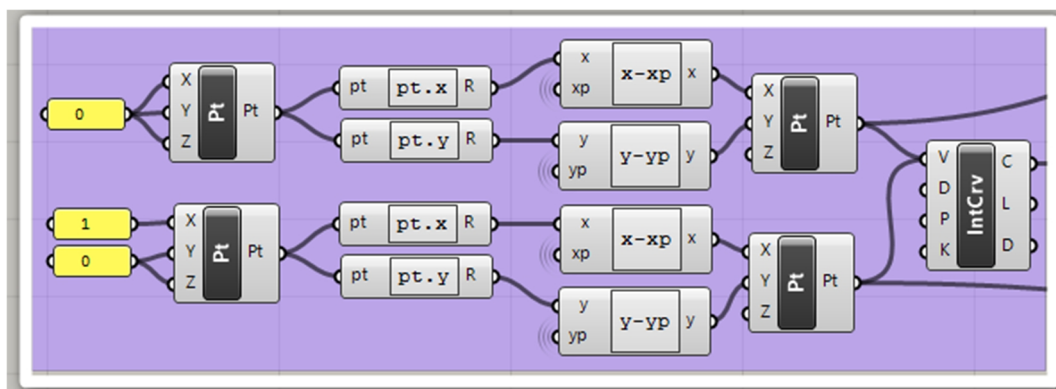 0
X
Y
Z
Pt
Pt
pt
pt.x
R
pt
pt.y
R
x
xp
x-xp
x
y
yp
y-yp
y
X
Y
Z
Pt
Pt
V
D
P
K
IntCrv
C
L
D
1
0
X
Y
Z
Pt
Pt
pt
pt.x
R
pt
pt.y
R
x
xp
x-xp
x
y
yp
y-yp
y
X
Y
Z
Pt
Pt